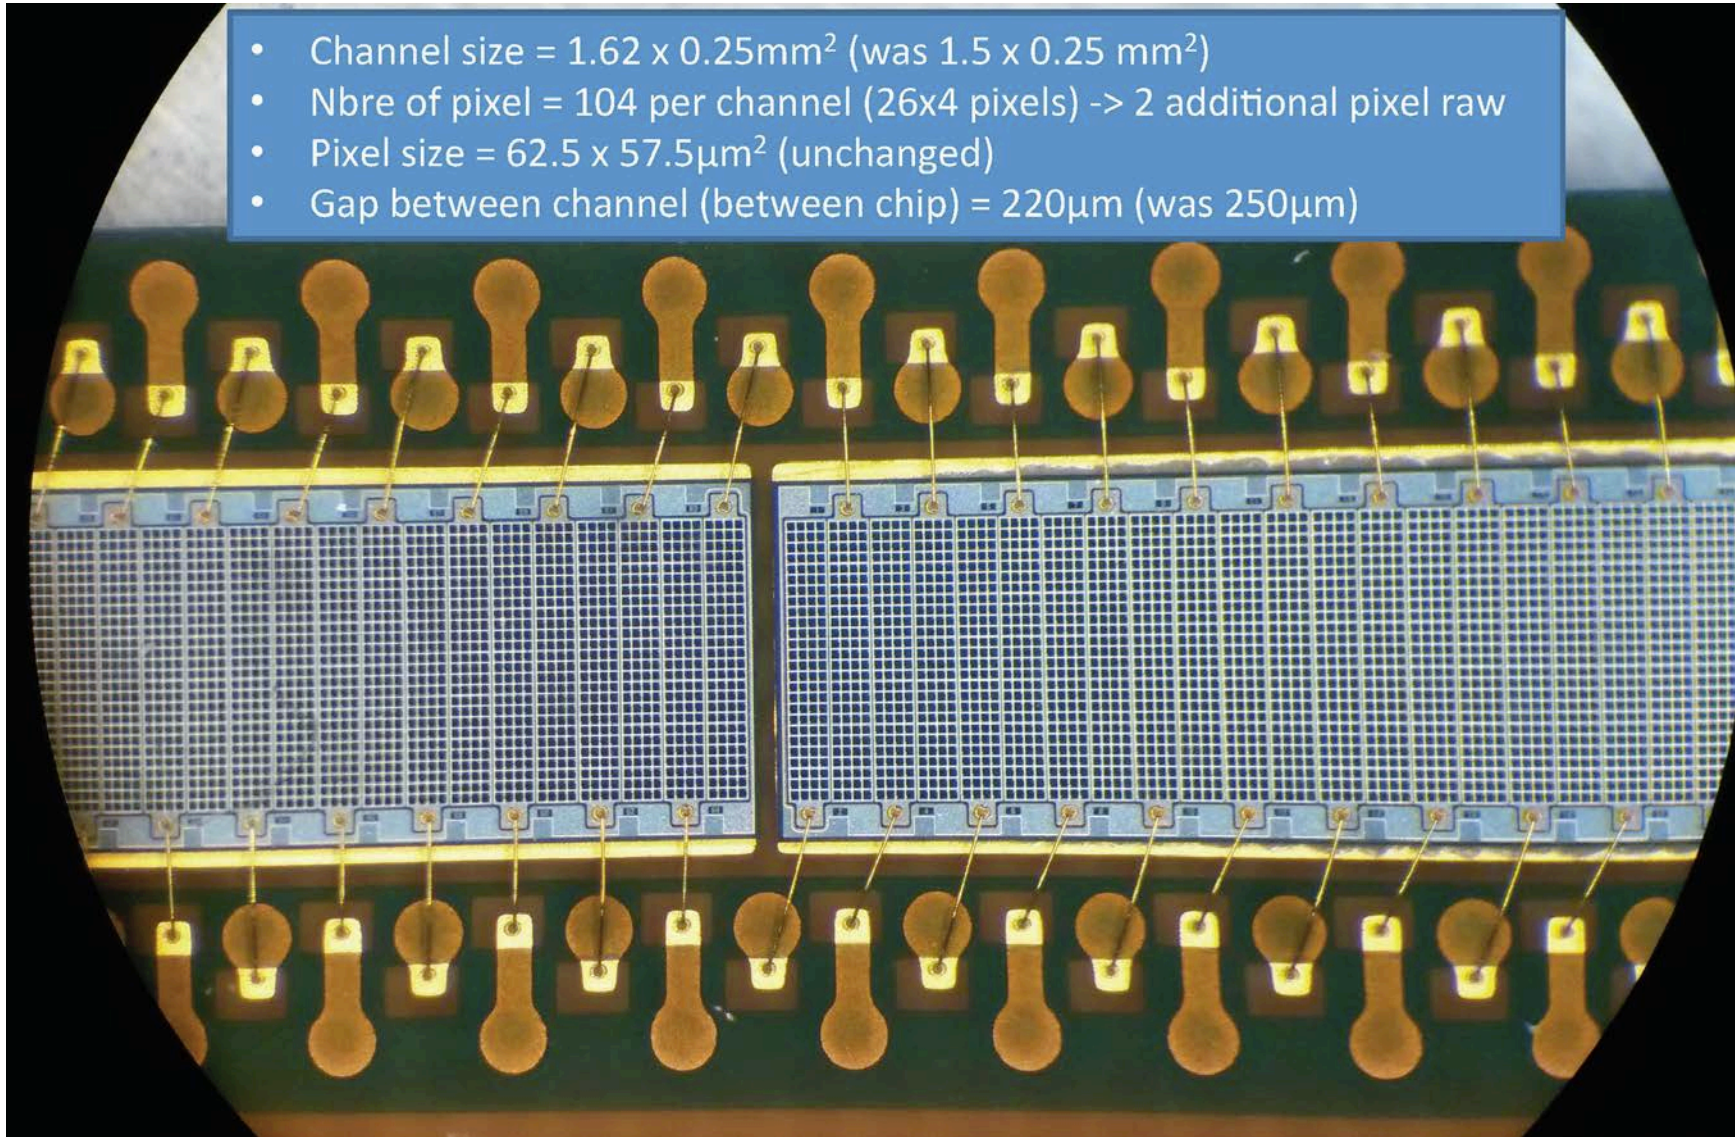 • Channel size = 1.62 x 0.25mm² (was 1.5 x 0.25 mm²)
• Nbre of pixel = 104 per channel (26x4 pixels) -> 2 additional pixel raw
• Pixel size = 62.5 x 57.5µm² (unchanged)
• Gap between channel (between chip) = 220µm (was 250µm)